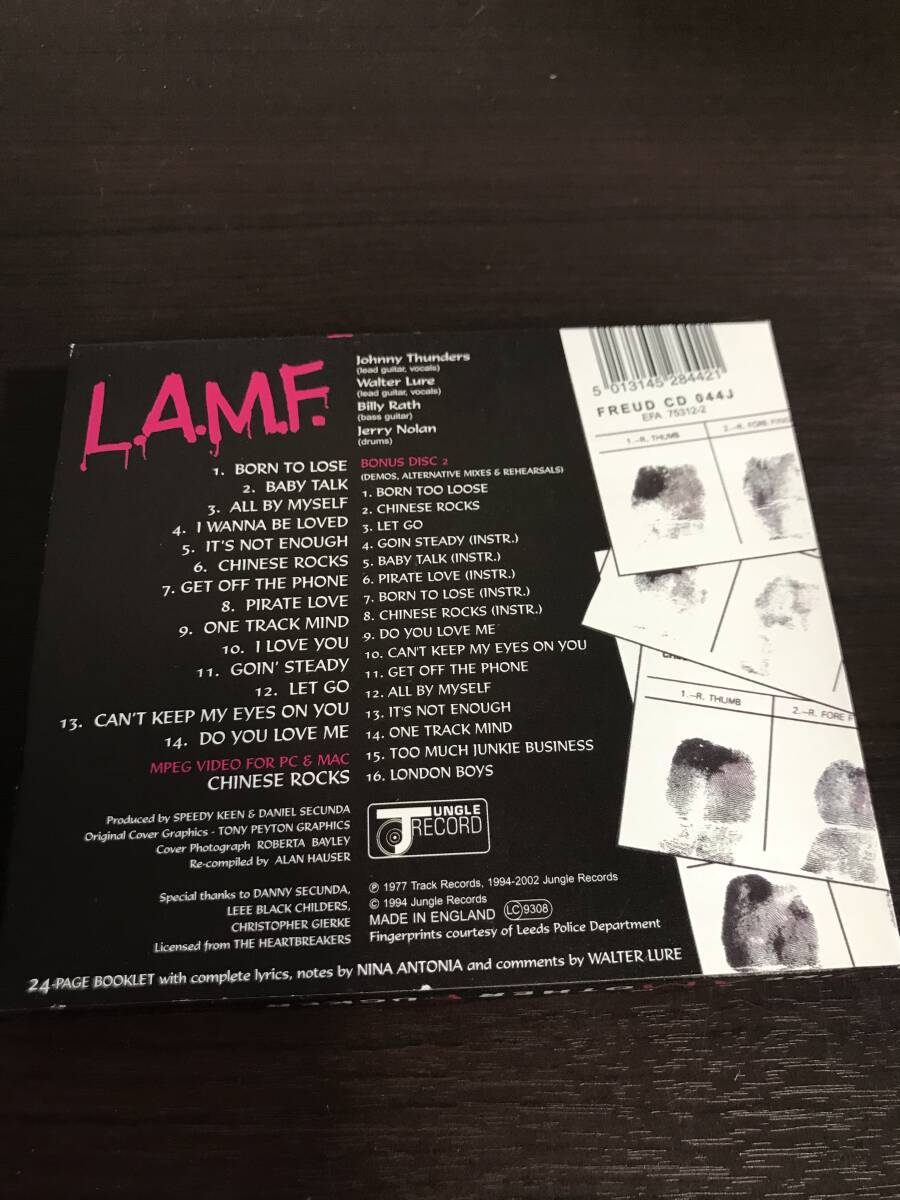 L.A.M.F.
Johnny Thunders
(lead guitar, vocals)
Walter Lure
(lead guitar, vocals)
Billy Rath
(bass guitar)
Jerry Nolan
(drums)
1. BORN TO LOSE
2. BABY TALK
3. ALL BY MYSELF
4. I WANNA BE LOVED
5. IT'S NOT ENOUGH
6. CHINESE ROCKS
7. GET OFF THE PHONE
8. PIRATE LOVE
9. ONE TRACK MIND
10. I LOVE YOU
11. GOIN' STEADY
12. LET GO
13. CAN'T KEEP MY EYES ON YOU
14. DO YOU LOVE ME
MPEG VIDEO FOR PC & MAC
CHINESE ROCKS
Produced by SPEEDY KEEN & DANIEL SECUNDA
Original Cover Graphics - TONY PEYTON GRAPHICS
Cover Photograph ROBERTA BAYLEY
Re-compiled by ALAN HAUSER
Special thanks to DANNY SECUNDA,
LEEE BLACK CHILDERS,
CHRISTOPHER GIERKE
Licensed from THE HEARTBREAKERS
BONUS DISC 2
(DEMOS, ALTERNATIVE MIXES & REHEARSALS)
1. BORN TOO LOOSE
2. CHINESE ROCKS
3. LET GO
4. GOIN STEADY (INSTR.)
5. BABY TALK (INSTR.)
6. PIRATE LOVE (INSTR.)
7. BORN TO LOSE (INSTR.)
8. CHINESE ROCKS (INSTR.)
9. DO YOU LOVE ME
10. CAN'T KEEP MY EYES ON YOU
11. GET OFF THE PHONE
12. ALL BY MYSELF
13. IT'S NOT ENOUGH
14. ONE TRACK MIND
15. TOO MUCH JUNKIE BUSINESS
16. LONDON BOYS
JUNGLE
RECORD
℗ 1977 Track Records, 1994-2002 Jungle Records
© 1994 Jungle Records
MADE IN ENGLAND LC 9308
Fingerprints courtesy of Leeds Police Department
24-PAGE BOOKLET with complete lyrics, notes by NINA ANTONIA and comments by WALTER LURE
5 013145 284421
FREUD CD 044J
EFA 75312-2
1.-R. THUMB
2.-R. FORE FING
1.-R. THUMB
2.-R. FORE F